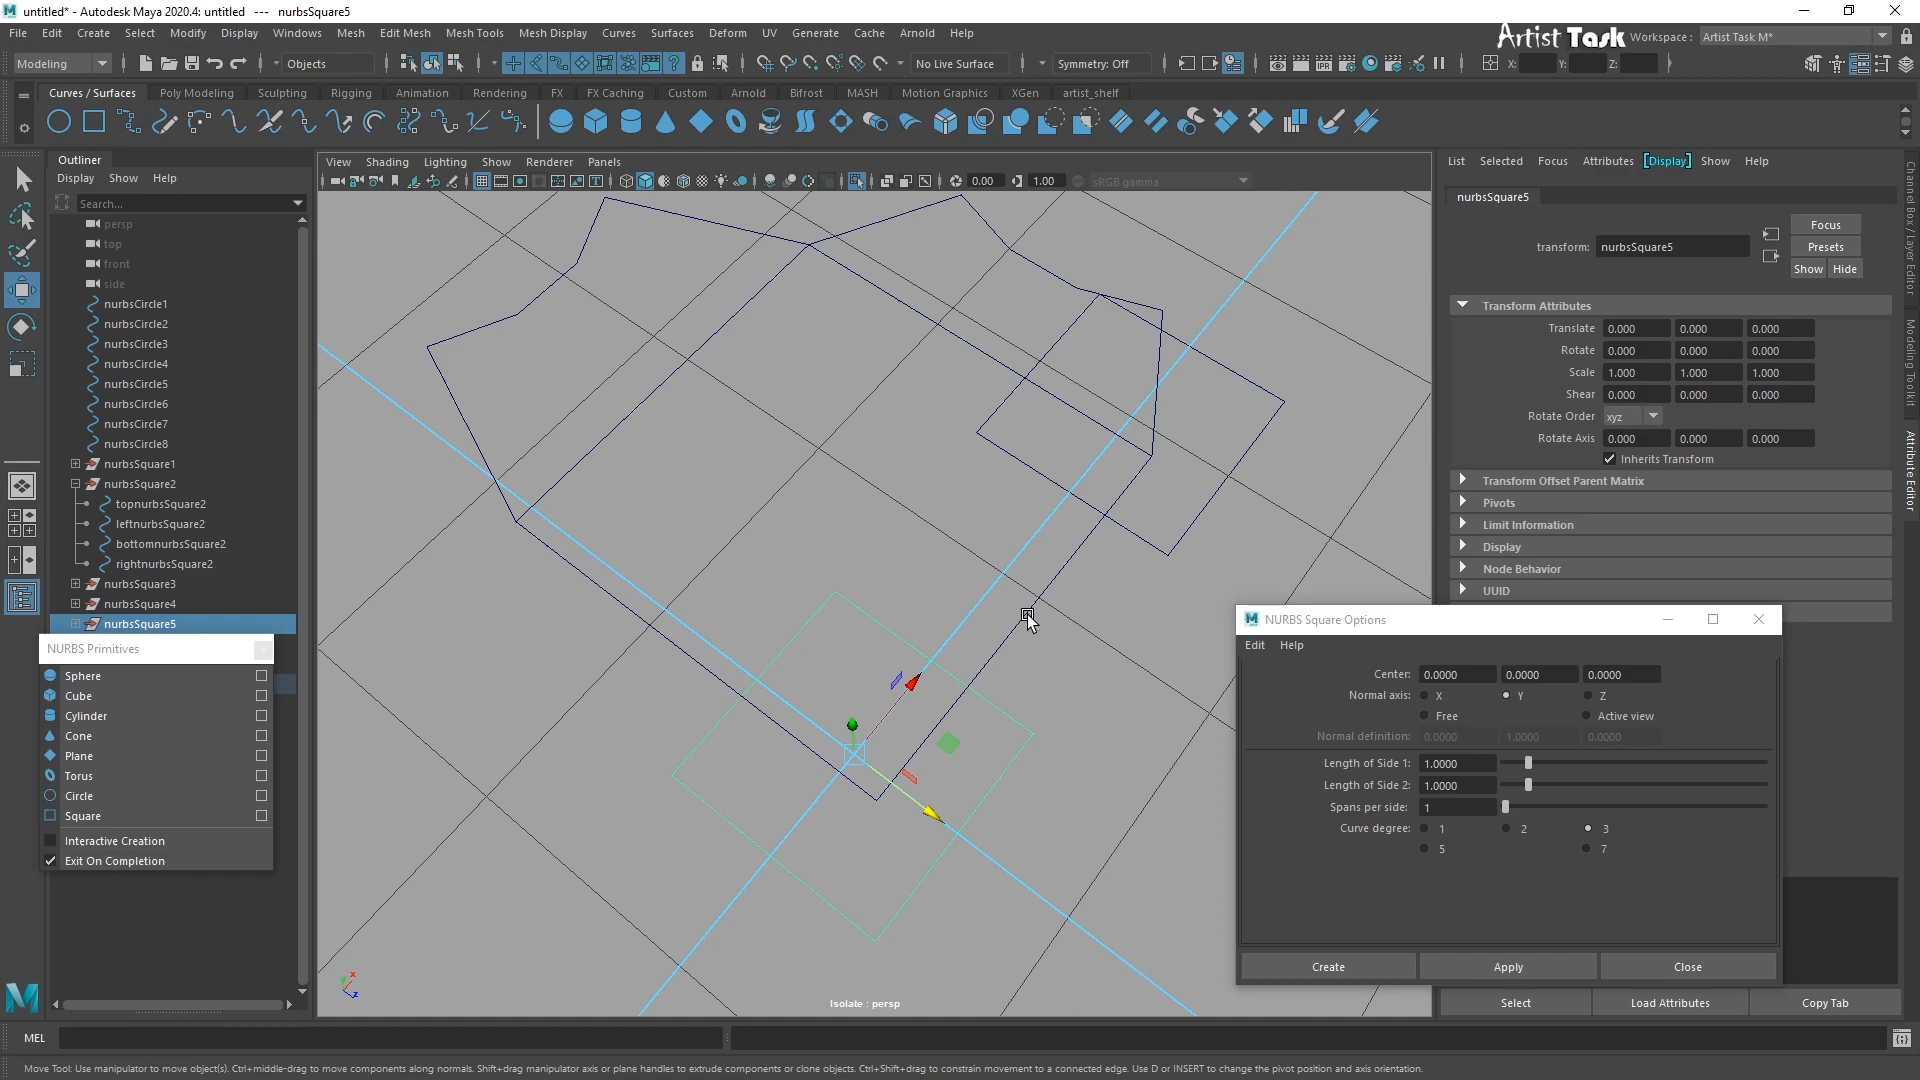 untitled* - Autodesk Maya 2020.4: untitled --- nurbsSquare5
File Edit Create Select Modify Display Windows Mesh Edit Mesh Mesh Tools Mesh Display Curves Surfaces Deform UV Generate Cache Arnold Help
Artist Task Workspace : Artist Task M*
Modeling Objects No Live Surface Symmetry: Off X: Y: Z:
Curves / Surfaces Poly Modeling Sculpting Rigging Animation Rendering FX FX Caching Custom Arnold Bifrost MASH Motion Graphics XGen artist_shelf
Outliner
Display Show Help
Search...
persp
top
front
side
nurbsCircle1
nurbsCircle2
nurbsCircle3
nurbsCircle4
nurbsCircle5
nurbsCircle6
nurbsCircle7
nurbsCircle8
nurbsSquare1
nurbsSquare2
topnurbsSquare2
leftnurbsSquare2
bottomnurbsSquare2
rightnurbsSquare2
nurbsSquare3
nurbsSquare4
nurbsSquare5
NURBS Primitives
Sphere
Cube
Cylinder
Cone
Plane
Torus
Circle
Square
Interactive Creation
Exit On Completion
View Shading Lighting Show Renderer Panels
IPR
0.00 1.00 sRGB gamma
Isolate : persp
List Selected Focus Attributes [Display] Show Help
nurbsSquare5
transform: nurbsSquare5
Focus
Presets
Show Hide
Transform Attributes
Translate 0.000 0.000 0.000
Rotate 0.000 0.000 0.000
Scale 1.000 1.000 1.000
Shear 0.000 0.000 0.000
Rotate Order xyz
Rotate Axis 0.000 0.000 0.000
Inherits Transform
Transform Offset Parent Matrix
Pivots
Limit Information
Display
Node Behavior
UUID
NURBS Square Options
Edit Help
Center: 0.0000 0.0000 0.0000
Normal axis: X Y Z
Free Active view
Normal definition: 0.0000 1.0000 0.0000
Length of Side 1: 1.0000
Length of Side 2: 1.0000
Spans per side: 1
Curve degree: 1 2 3
5 7
Create Apply Close
Select Load Attributes Copy Tab
Channel Box / Layer Editor
Modeling Toolkit
Attribute Editor
MEL
Move Tool: Use manipulator to move object(s). Ctrl+middle-drag to move components along normals. Shift+drag manipulator axis or plane handles to extrude components or clone objects. Ctrl+Shift+drag to constrain movement to a connected edge. Use D or INSERT to change the pivot position and axis orientation.